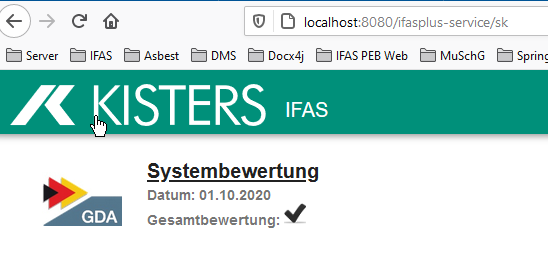 localhost:8080/ifasplus-service/sk
Server IFAS Asbest DMS Docx4j IFAS PEB Web MuSchG Spring
KISTERS IFAS
Systembewertung
Datum: 01.10.2020
GDA
Gesamtbewertung: